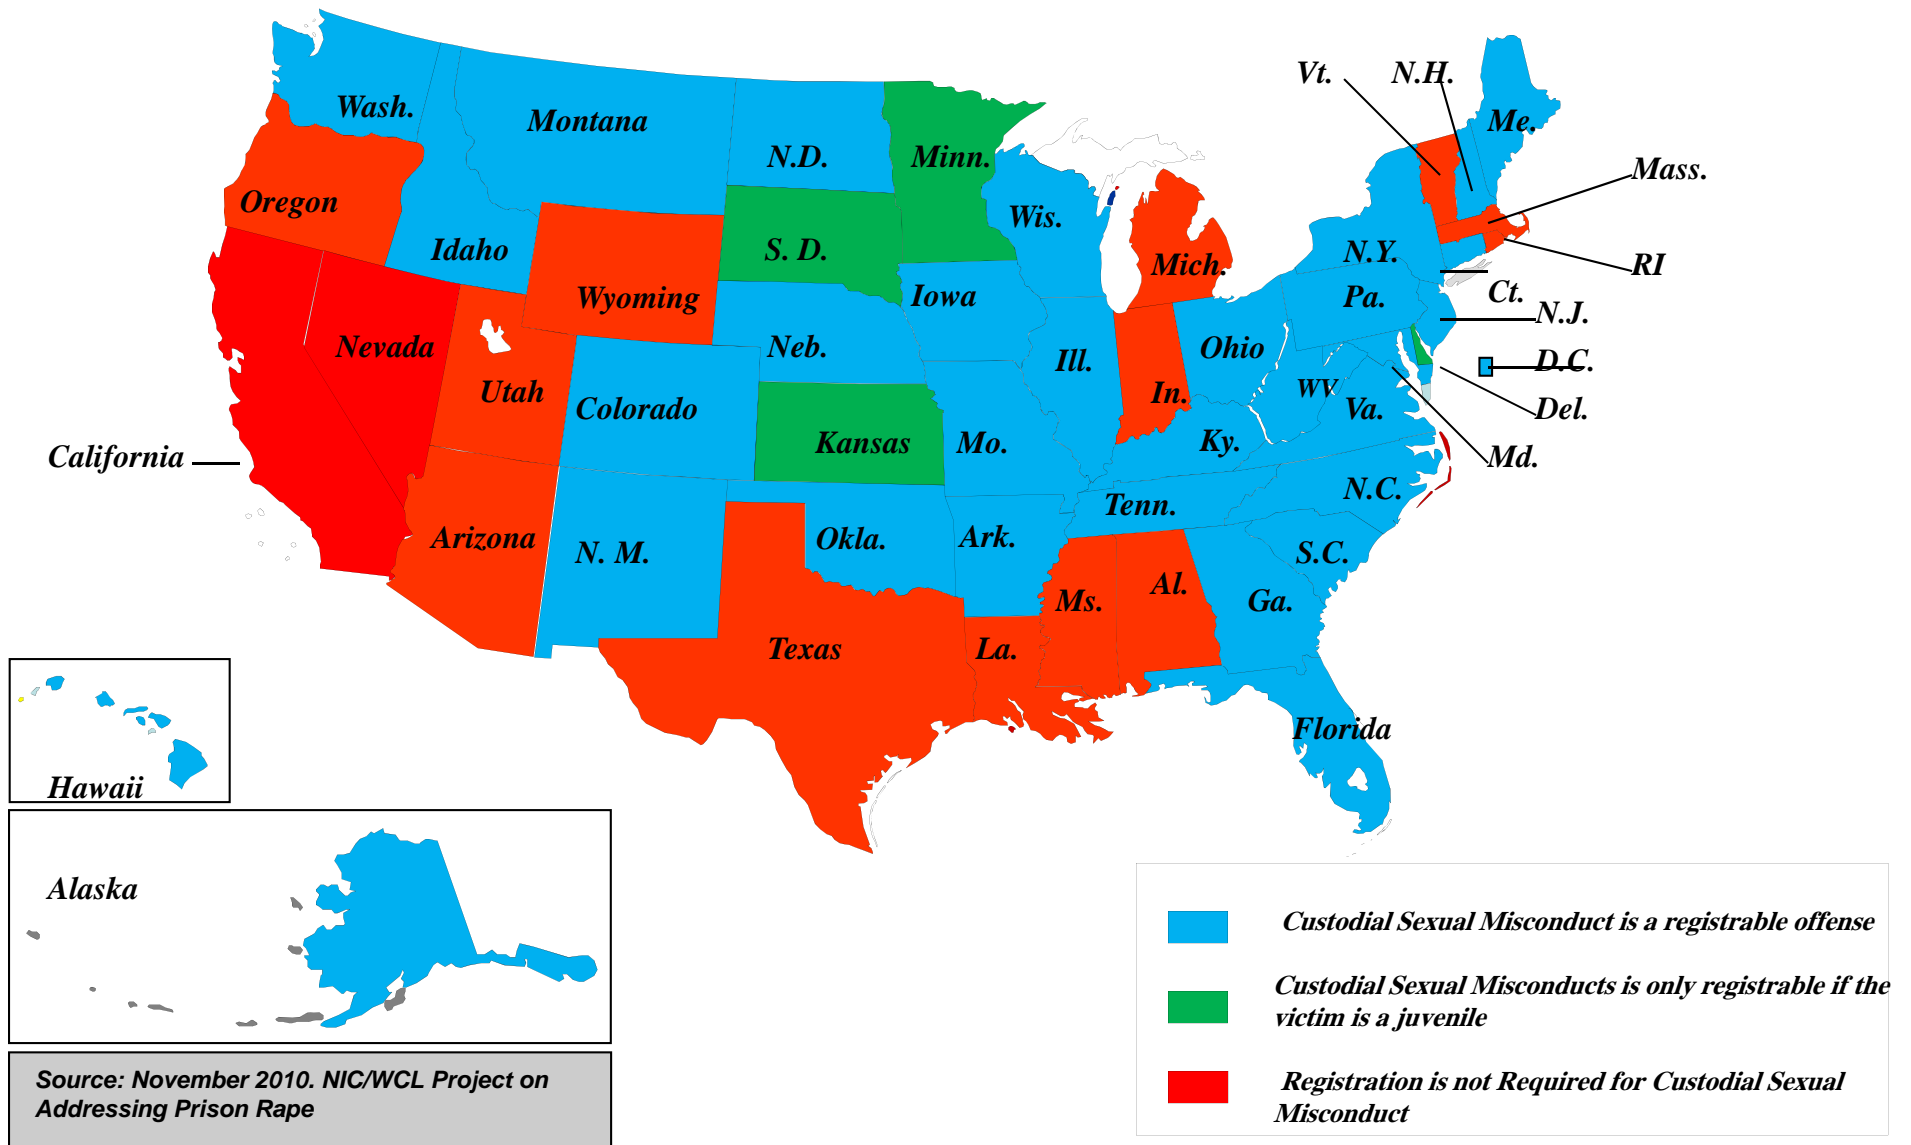 Vt.
N.H.
Wash.
Montana
Me.
N.D.
Minn.
Mass.
Oregon
Wis.
Idaho
S. D.
N.Y.
Mich.
RI
Wyoming
Iowa
Pa.
Ct.
N.J.
Nevada
Neb.
Ohio
Ill.
D.C.
Utah
Colorado
In.
WV
Va.
Del.
Kansas
Mo.
Ky.
California
Md.
N.C.
Tenn.
Arizona
N. M.
Okla.
Ark.
S.C.
Ms.
Al.
Ga.
Texas
La.
Florida
Hawaii
Alaska
Custodial Sexual Misconduct is a registrable offense
Custodial Sexual Misconducts is only registrable if the
victim is a juvenile
Registration is not Required for Custodial Sexual
Misconduct
Source: November 2010. NIC/WCL Project on
Addressing Prison Rape